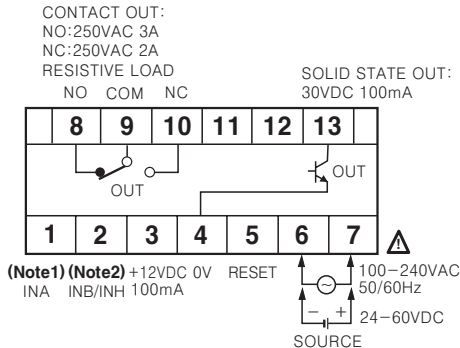 CONTACT OUT:
NO:250VAC 3A
NC:250VAC 2A
RESISTIVE LOAD
NO COM NC
SOLID STATE OUT:
30VDC 100mA
8 9 10 11 12 13
OUT
OUT
1 2 3 4 5 6 7
(Note1) (Note2) +12VDC 0V RESET
INA INB/INH 100mA
100-240VAC
50/60Hz
24-60VDC
SOURCE